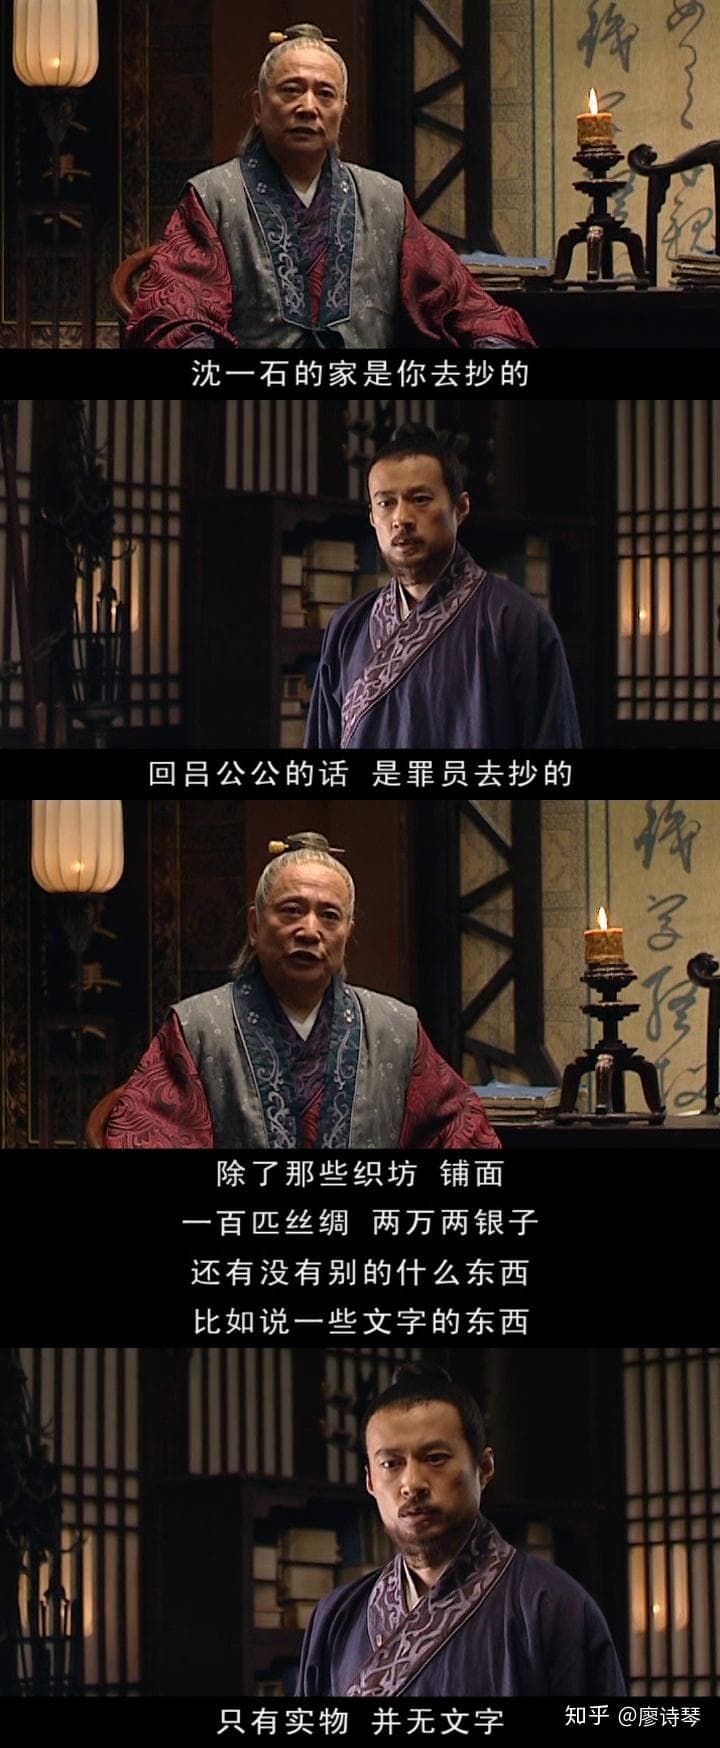 沈一石的家是你去抄的
回吕公公的话 是罪员去抄的
除了那些织坊 铺面
一百匹丝绸 两万两银子
还有没有别的什么东西
比如说一些文字的东西
只有实物 并无文字
知乎 @廖诗琴